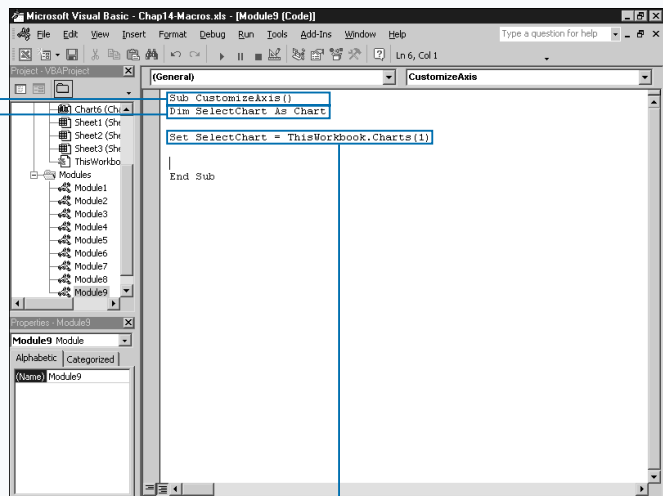 Microsoft Visual Basic - Chap14-Macros.xls - [Module9 (Code)]
File Edit View Insert Format Debug Run Tools Add-Ins Window Help
Type a question for help
Ln 6, Col 1
Project - VBAProject
(General)
CustomizeAxis
Chart6 (Cha
Sheet1 (She
Sheet2 (She
Sheet3 (She
ThisWorkbo
Modules
Module1
Module2
Module3
Module4
Module5
Module6
Module7
Module8
Module9
Sub CustomizeAxis()
Dim SelectChart As Chart
Set SelectChart = ThisWorkbook.Charts(1)
End Sub
Properties - Module9
Module9 Module
Alphabetic Categorized
(Name) Module9